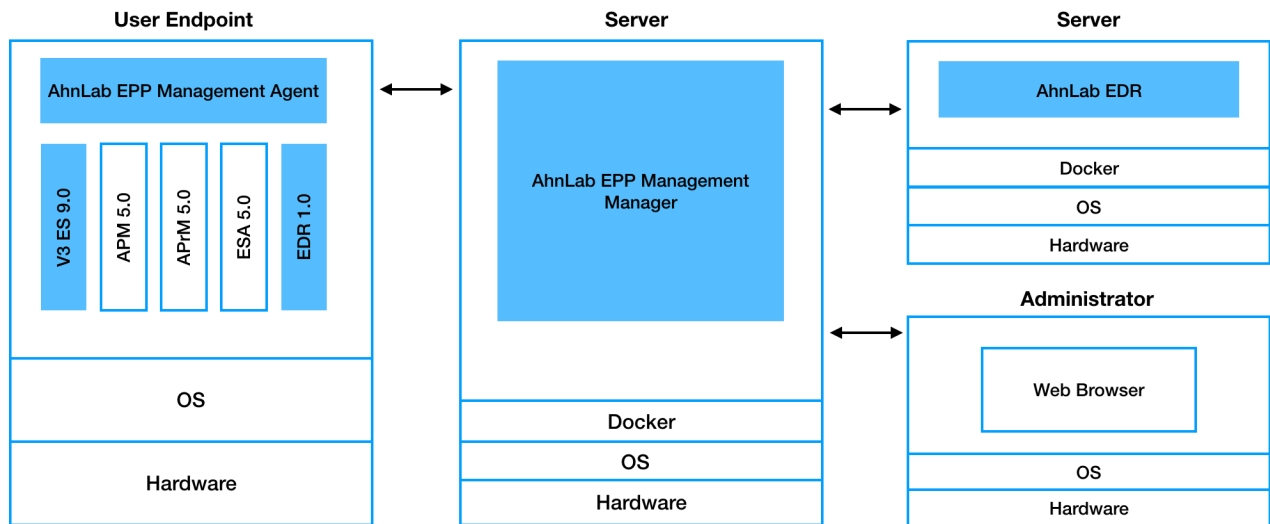 User Endpoint
AhnLab EPP Management Agent
V3 ES 9.0
APM 5.0
APrM 5.0
ESA 5.0
EDR 1.0
OS
Hardware
Server
AhnLab EPP Management
Manager
Docker
OS
Hardware
Server
AhnLab EDR
Docker
OS
Hardware
Administrator
Web Browser
OS
Hardware